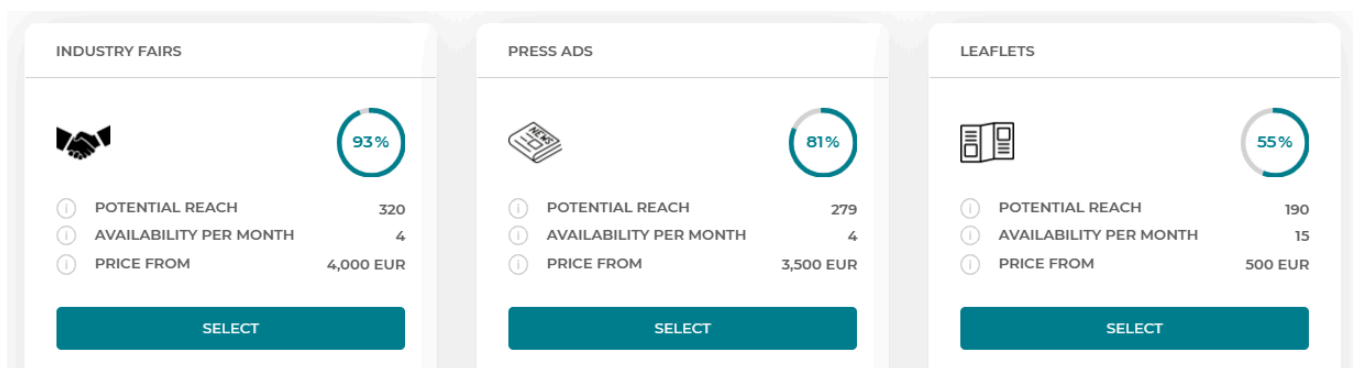 INDUSTRY FAIRS
93%
POTENTIAL REACH 320
AVAILABILITY PER MONTH 4
PRICE FROM 4,000 EUR
SELECT
PRESS ADS
NEWS
81%
POTENTIAL REACH 279
AVAILABILITY PER MONTH 4
PRICE FROM 3,500 EUR
SELECT
LEAFLETS
55%
POTENTIAL REACH 190
AVAILABILITY PER MONTH 15
PRICE FROM 500 EUR
SELECT